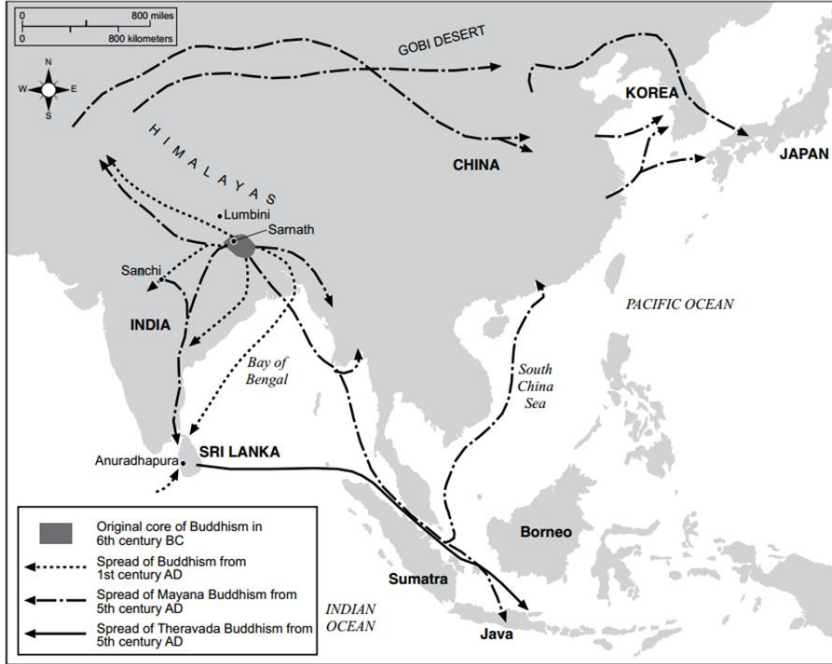 0 800 miles
0 800 kilometers
N
W E
S
GOBI DESERT
KOREA
JAPAN
CHINA
HIMALAYAS
Lumbini
Sarnath
Sanchi
INDIA
PACIFIC OCEAN
Bay of
Bengal
South
China
Sea
SRI LANKA
Anuradhapura
Borneo
Sumatra
Java
INDIAN
OCEAN
Original core of Buddhism in
6th century BC
Spread of Buddhism from
1st century AD
Spread of Mayana Buddhism from
5th century AD
Spread of Theravada Buddhism from
5th century AD